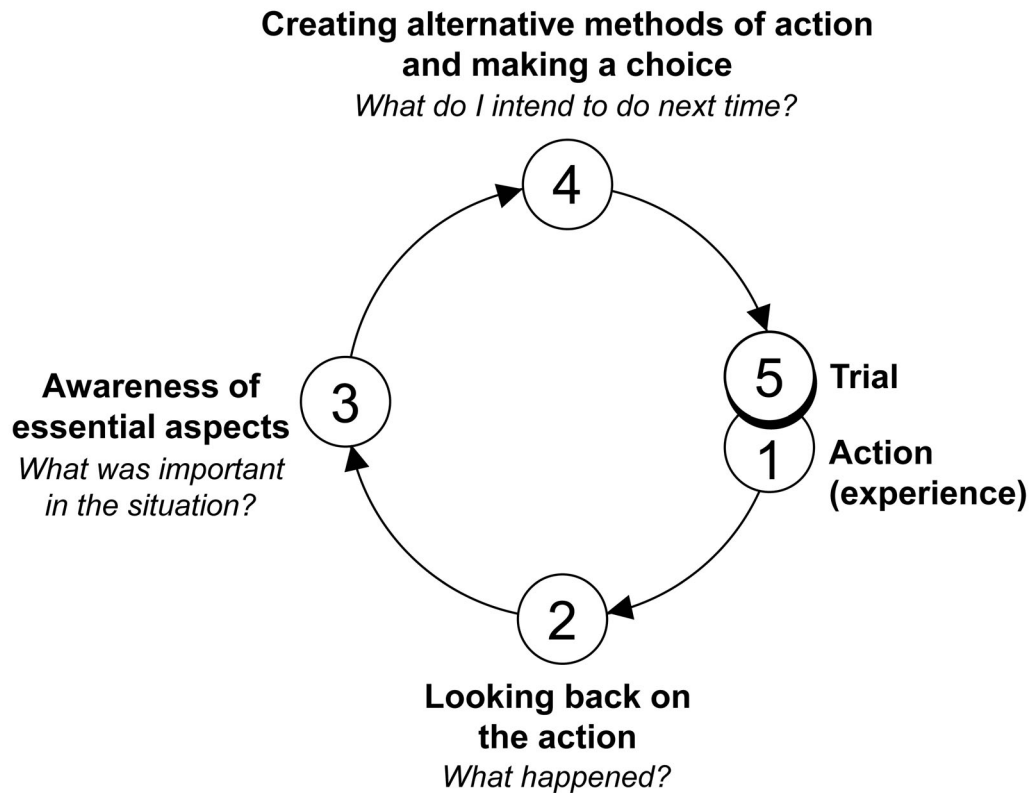 Creating alternative methods of action
and making a choice
What do I intend to do next time?
4
5
Trial
1
Action
(experience)
3
Awareness of
essential aspects
What was important
in the situation?
2
Looking back on
the action
What happened?